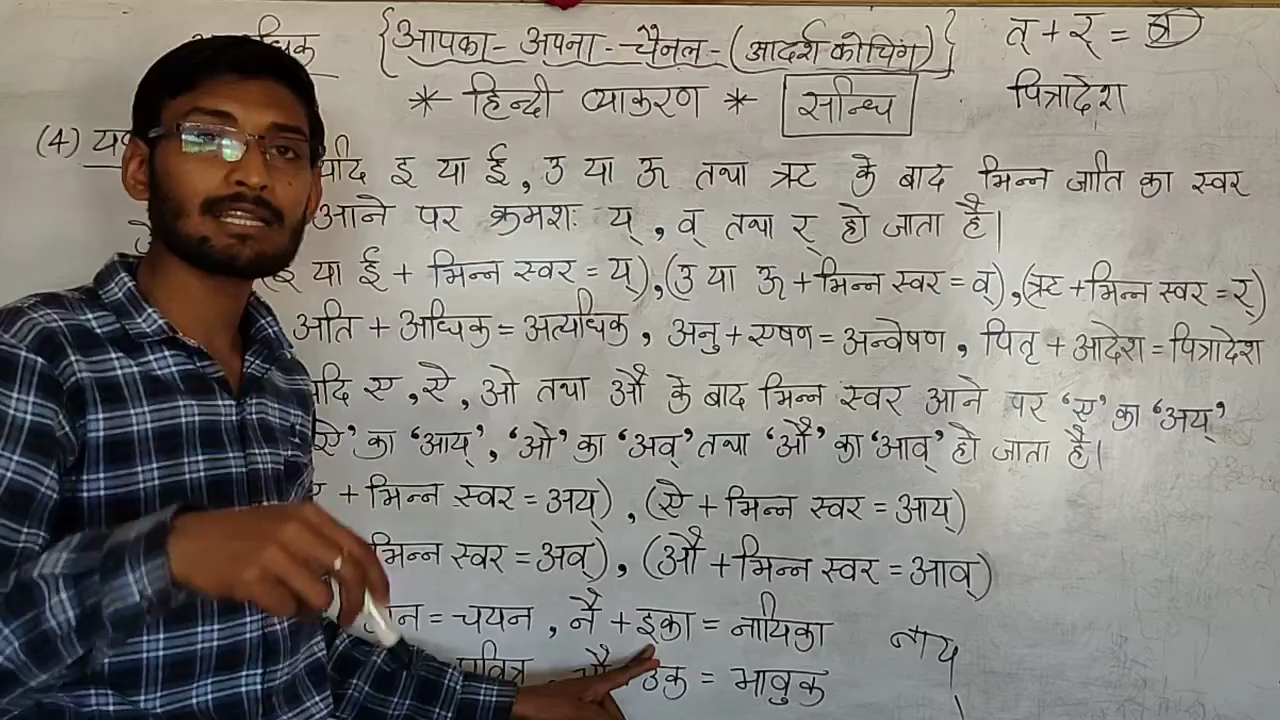 {आपका - अपना - चैनल - (आदर्श कोचिंग)} त् + र् = त्र
* हिन्दी व्याकरण * सन्धि पित्रादेश
(4) यदि इ या ई, उ या ऊ तथा ऋ के बाद भिन्न जाति का स्वर
आने पर क्रमशः य्, व् तथा र् हो जाता है।
(इ या ई + भिन्न स्वर = य्), (उ या ऊ + भिन्न स्वर = व्), (ऋ + भिन्न स्वर = र्)
अति + अधिक = अत्यधिक, अनु + एषण = अन्वेषण, पितृ + आदेश = पित्रादेश
यदि ए, ऐ, ओ तथा औ के बाद भिन्न स्वर आने पर 'ए' का 'अय्'
'ऐ' का 'आय्', 'ओ' का 'अव्' तथा 'औ' का 'आव्' हो जाता है।
+ भिन्न स्वर = अय्), (ऐ + भिन्न स्वर = आय्)
भिन्न स्वर = अव्), (औ + भिन्न स्वर = आव्)
अन = चयन, नै + इका = नायिका
उक = भावुक